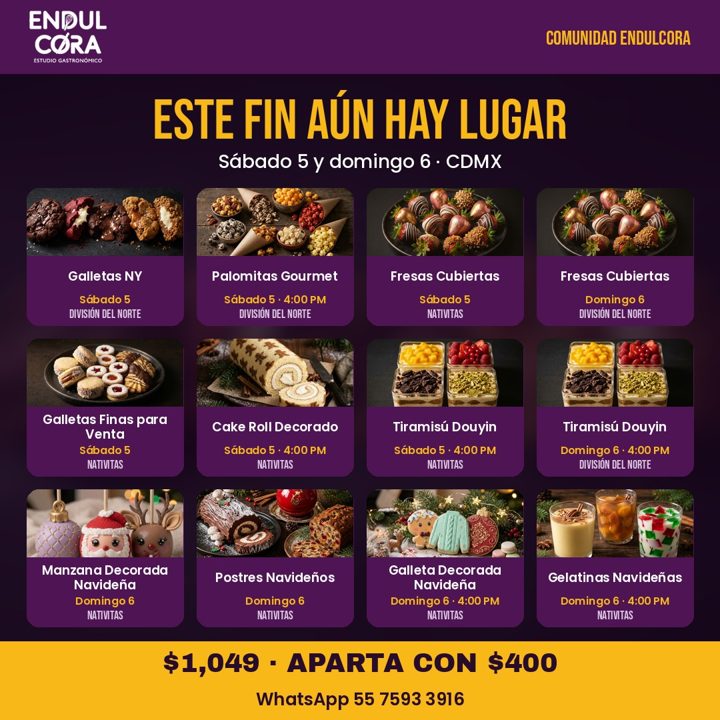 ENDUL
CØRA
ESTUDIO GASTRONÓMICO
COMUNIDAD ENDULCORA
ESTE FIN AÚN HAY LUGAR
Sábado 5 y domingo 6 · CDMX
Galletas NY
Sábado 5
DIVISIÓN DEL NORTE
Palomitas Gourmet
Sábado 5 · 4:00 PM
DIVISIÓN DEL NORTE
Fresas Cubiertas
Sábado 5
NATIVITAS
Fresas Cubiertas
Domingo 6
DIVISIÓN DEL NORTE
Galletas Finas para
Venta
Sábado 5
NATIVITAS
Cake Roll Decorado
Sábado 5 · 4:00 PM
NATIVITAS
Tiramisú Douyin
Sábado 5 · 4:00 PM
NATIVITAS
Tiramisú Douyin
Domingo 6 · 4:00 PM
DIVISIÓN DEL NORTE
Manzana Decorada
Navideña
Domingo 6
NATIVITAS
Postres Navideños
Domingo 6
NATIVITAS
Galleta Decorada
Navideña
Domingo 6 · 4:00 PM
NATIVITAS
Gelatinas Navideñas
Domingo 6 · 4:00 PM
NATIVITAS
$1,049 · APARTA CON $400
WhatsApp 55 7593 3916